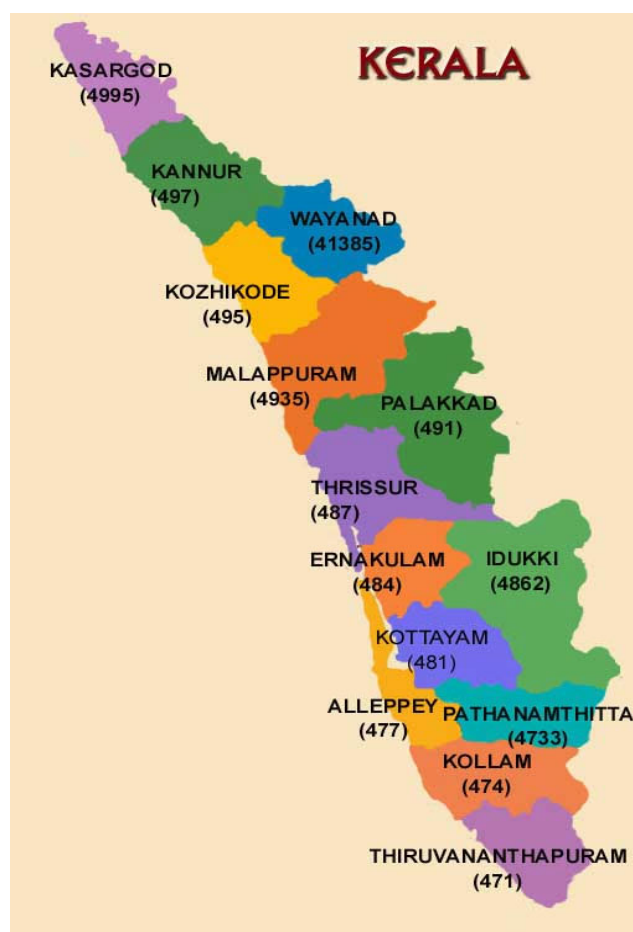 KERALA
KASARGOD
(4995)
KANNUR
(497)
WAYANAD
(41385)
KOZHIKODE
(495)
MALAPPURAM
(4935)
PALAKKAD
(491)
THRISSUR
(487)
ERNAKULAM
(484)
IDUKKI
(4862)
KOTTAYAM
(481)
ALLEPPEY
(477)
PATHANAMTHITTA
(4733)
KOLLAM
(474)
THIRUVANANTHAPURAM
(471)